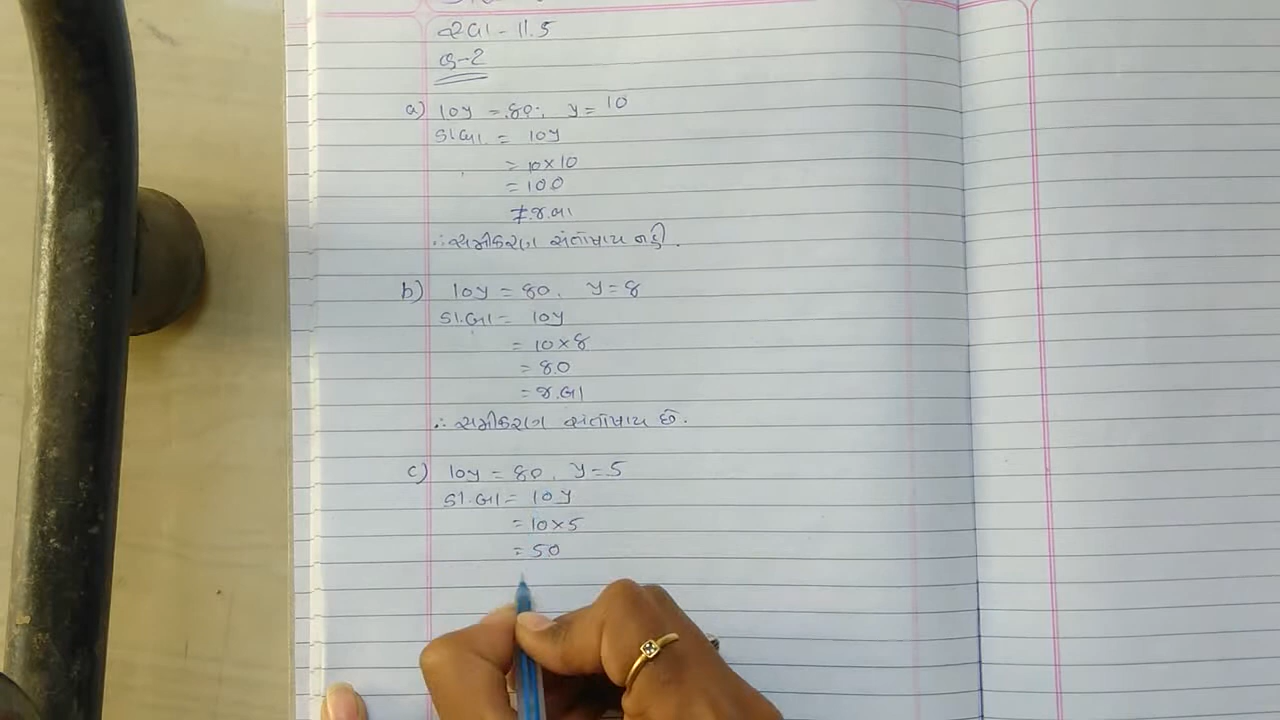 સ્વા - 11.5
પ્ર-2
a) 10y = 80, y = 10
ડા.બા. = 10y
= 10×10
= 100
≠ જ.બા
∴ સમીકરણ સંતોષાય નહી.
b) 10y = 80, y = 8
ડા.બા = 10y
= 10×8
= 80
= જ.બા
∴ સમીકરણ સંતોષાય છે.
c) 10y = 80, y = 5
ડા.બા = 10y
= 10×5
= 50